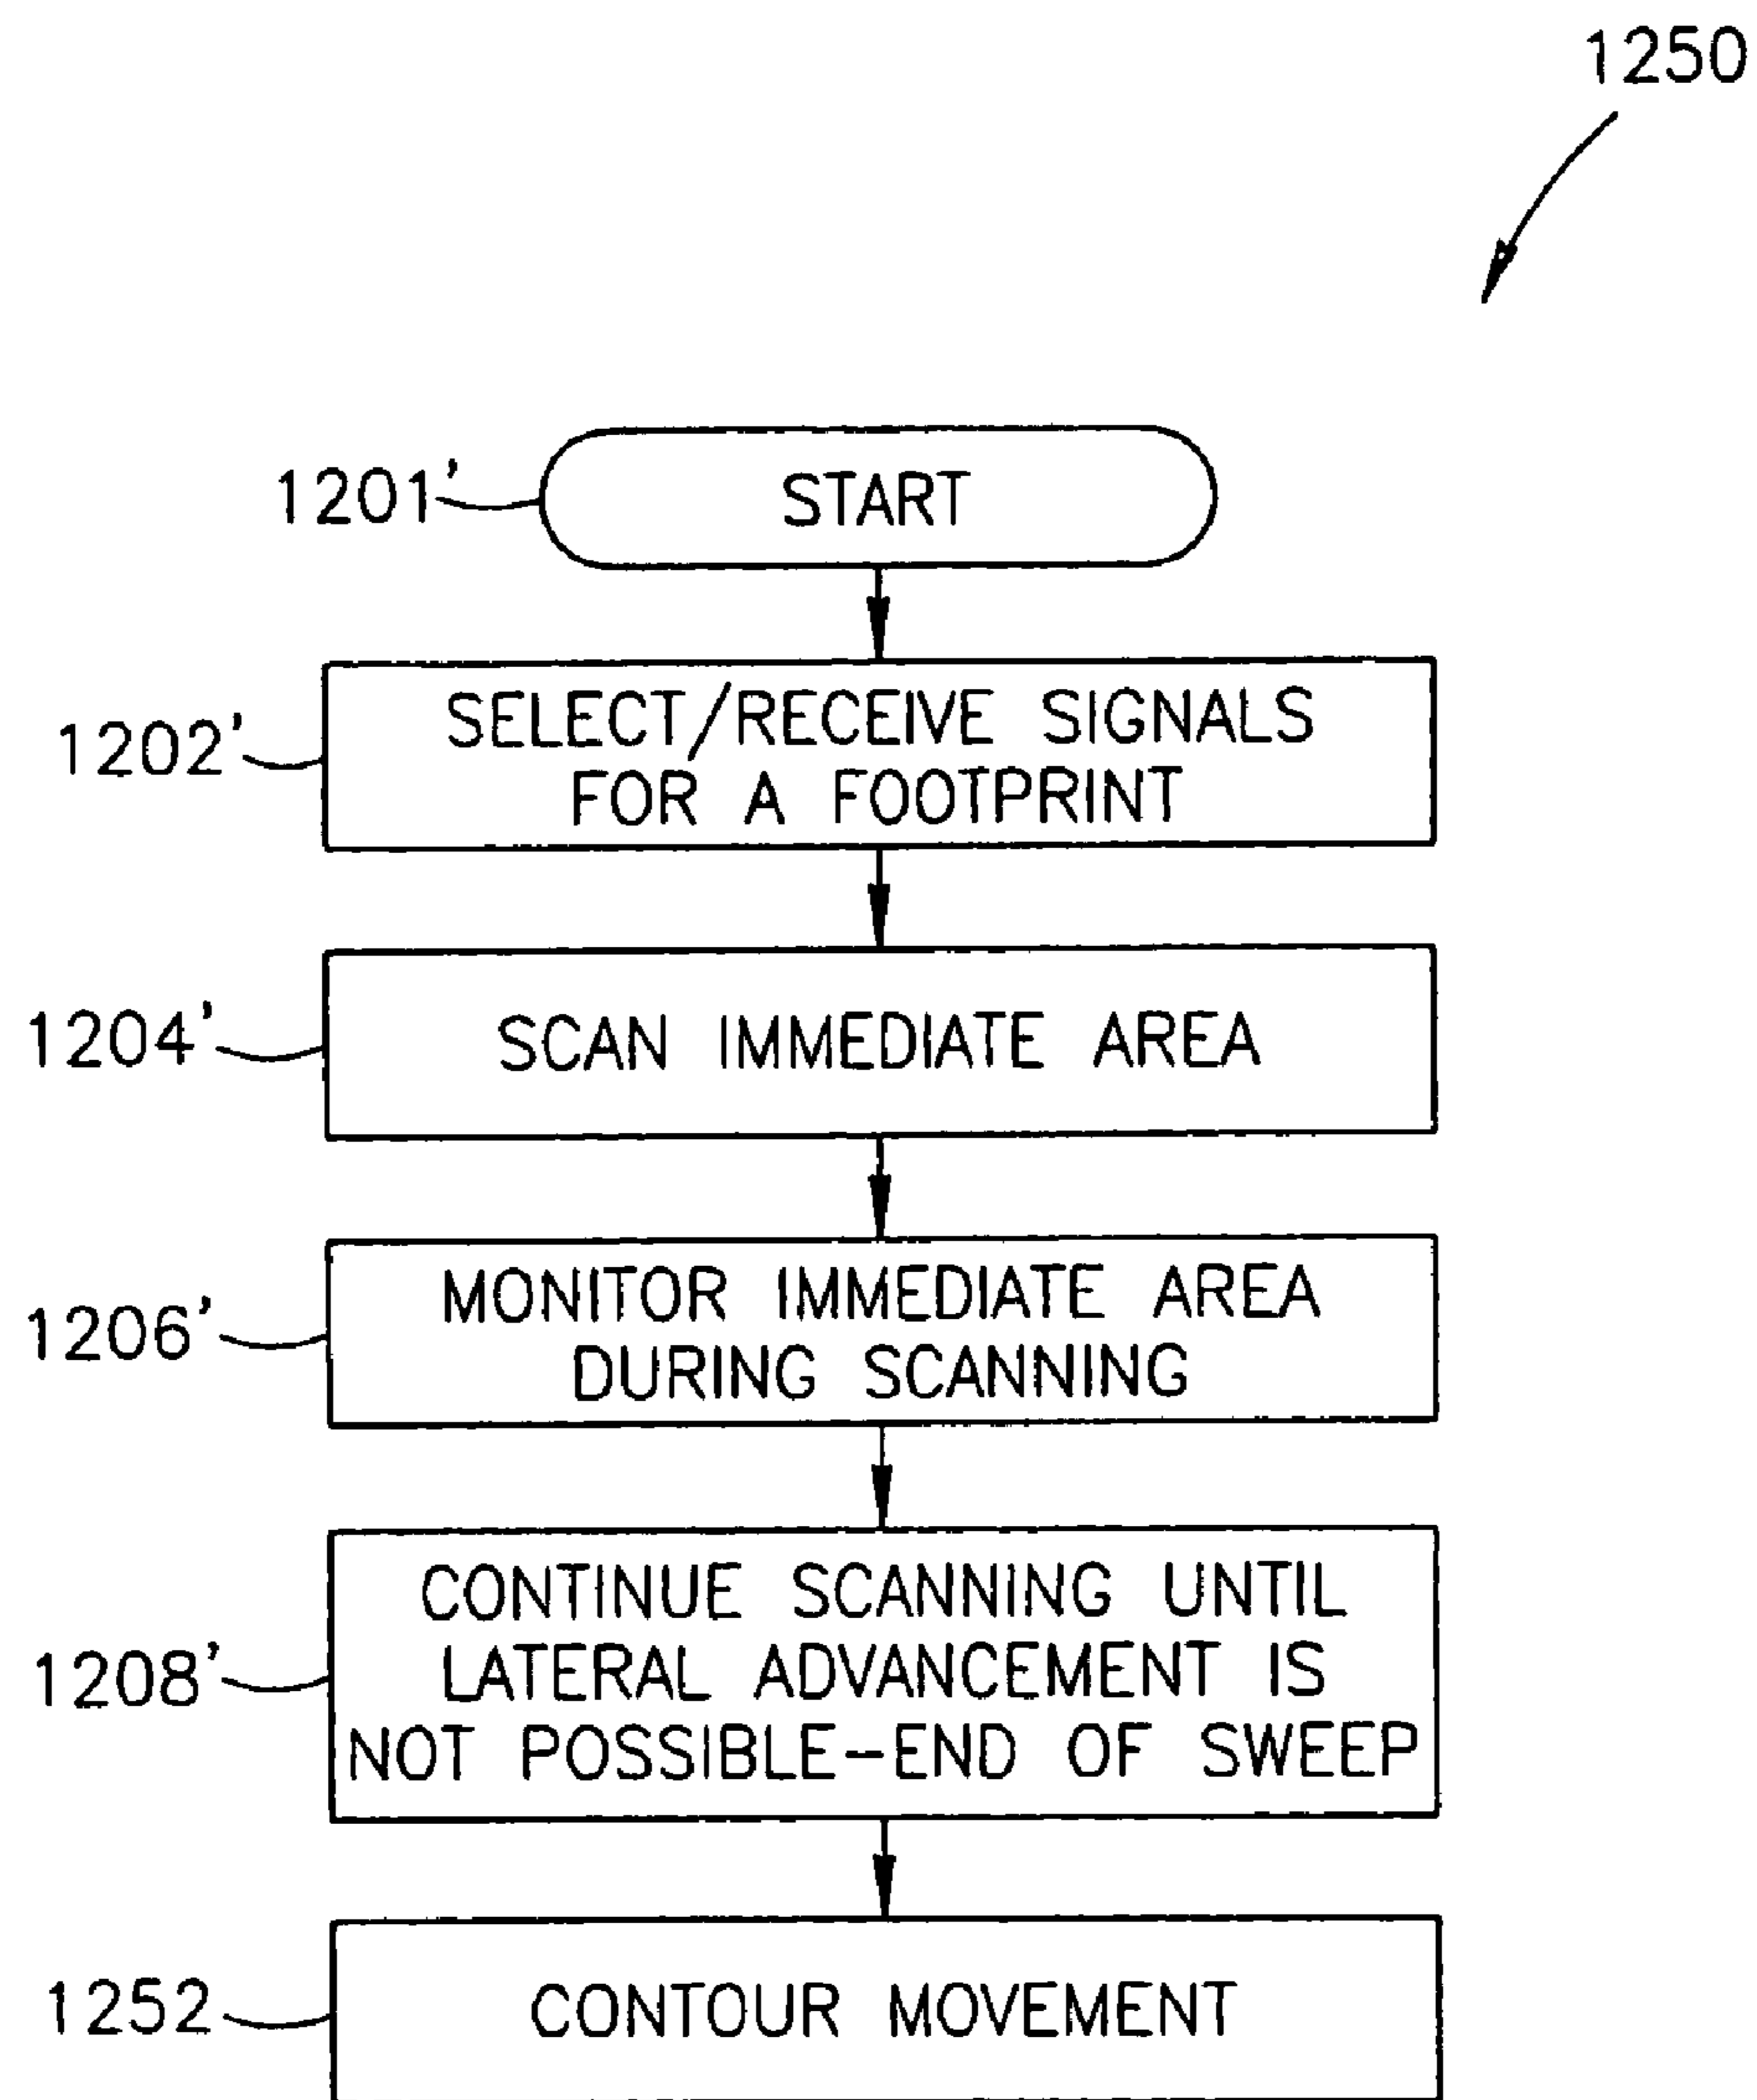 1250
1201'
START
1202'
SELECT/RECEIVE SIGNALS
FOR A FOOTPRINT
1204'
SCAN IMMEDIATE AREA
1206'
MONITOR IMMEDIATE AREA
DURING SCANNING
1208'
CONTINUE SCANNING UNTIL
LATERAL ADVANCEMENT IS
NOT POSSIBLE-END OF SWEEP
1252
CONTOUR MOVEMENT